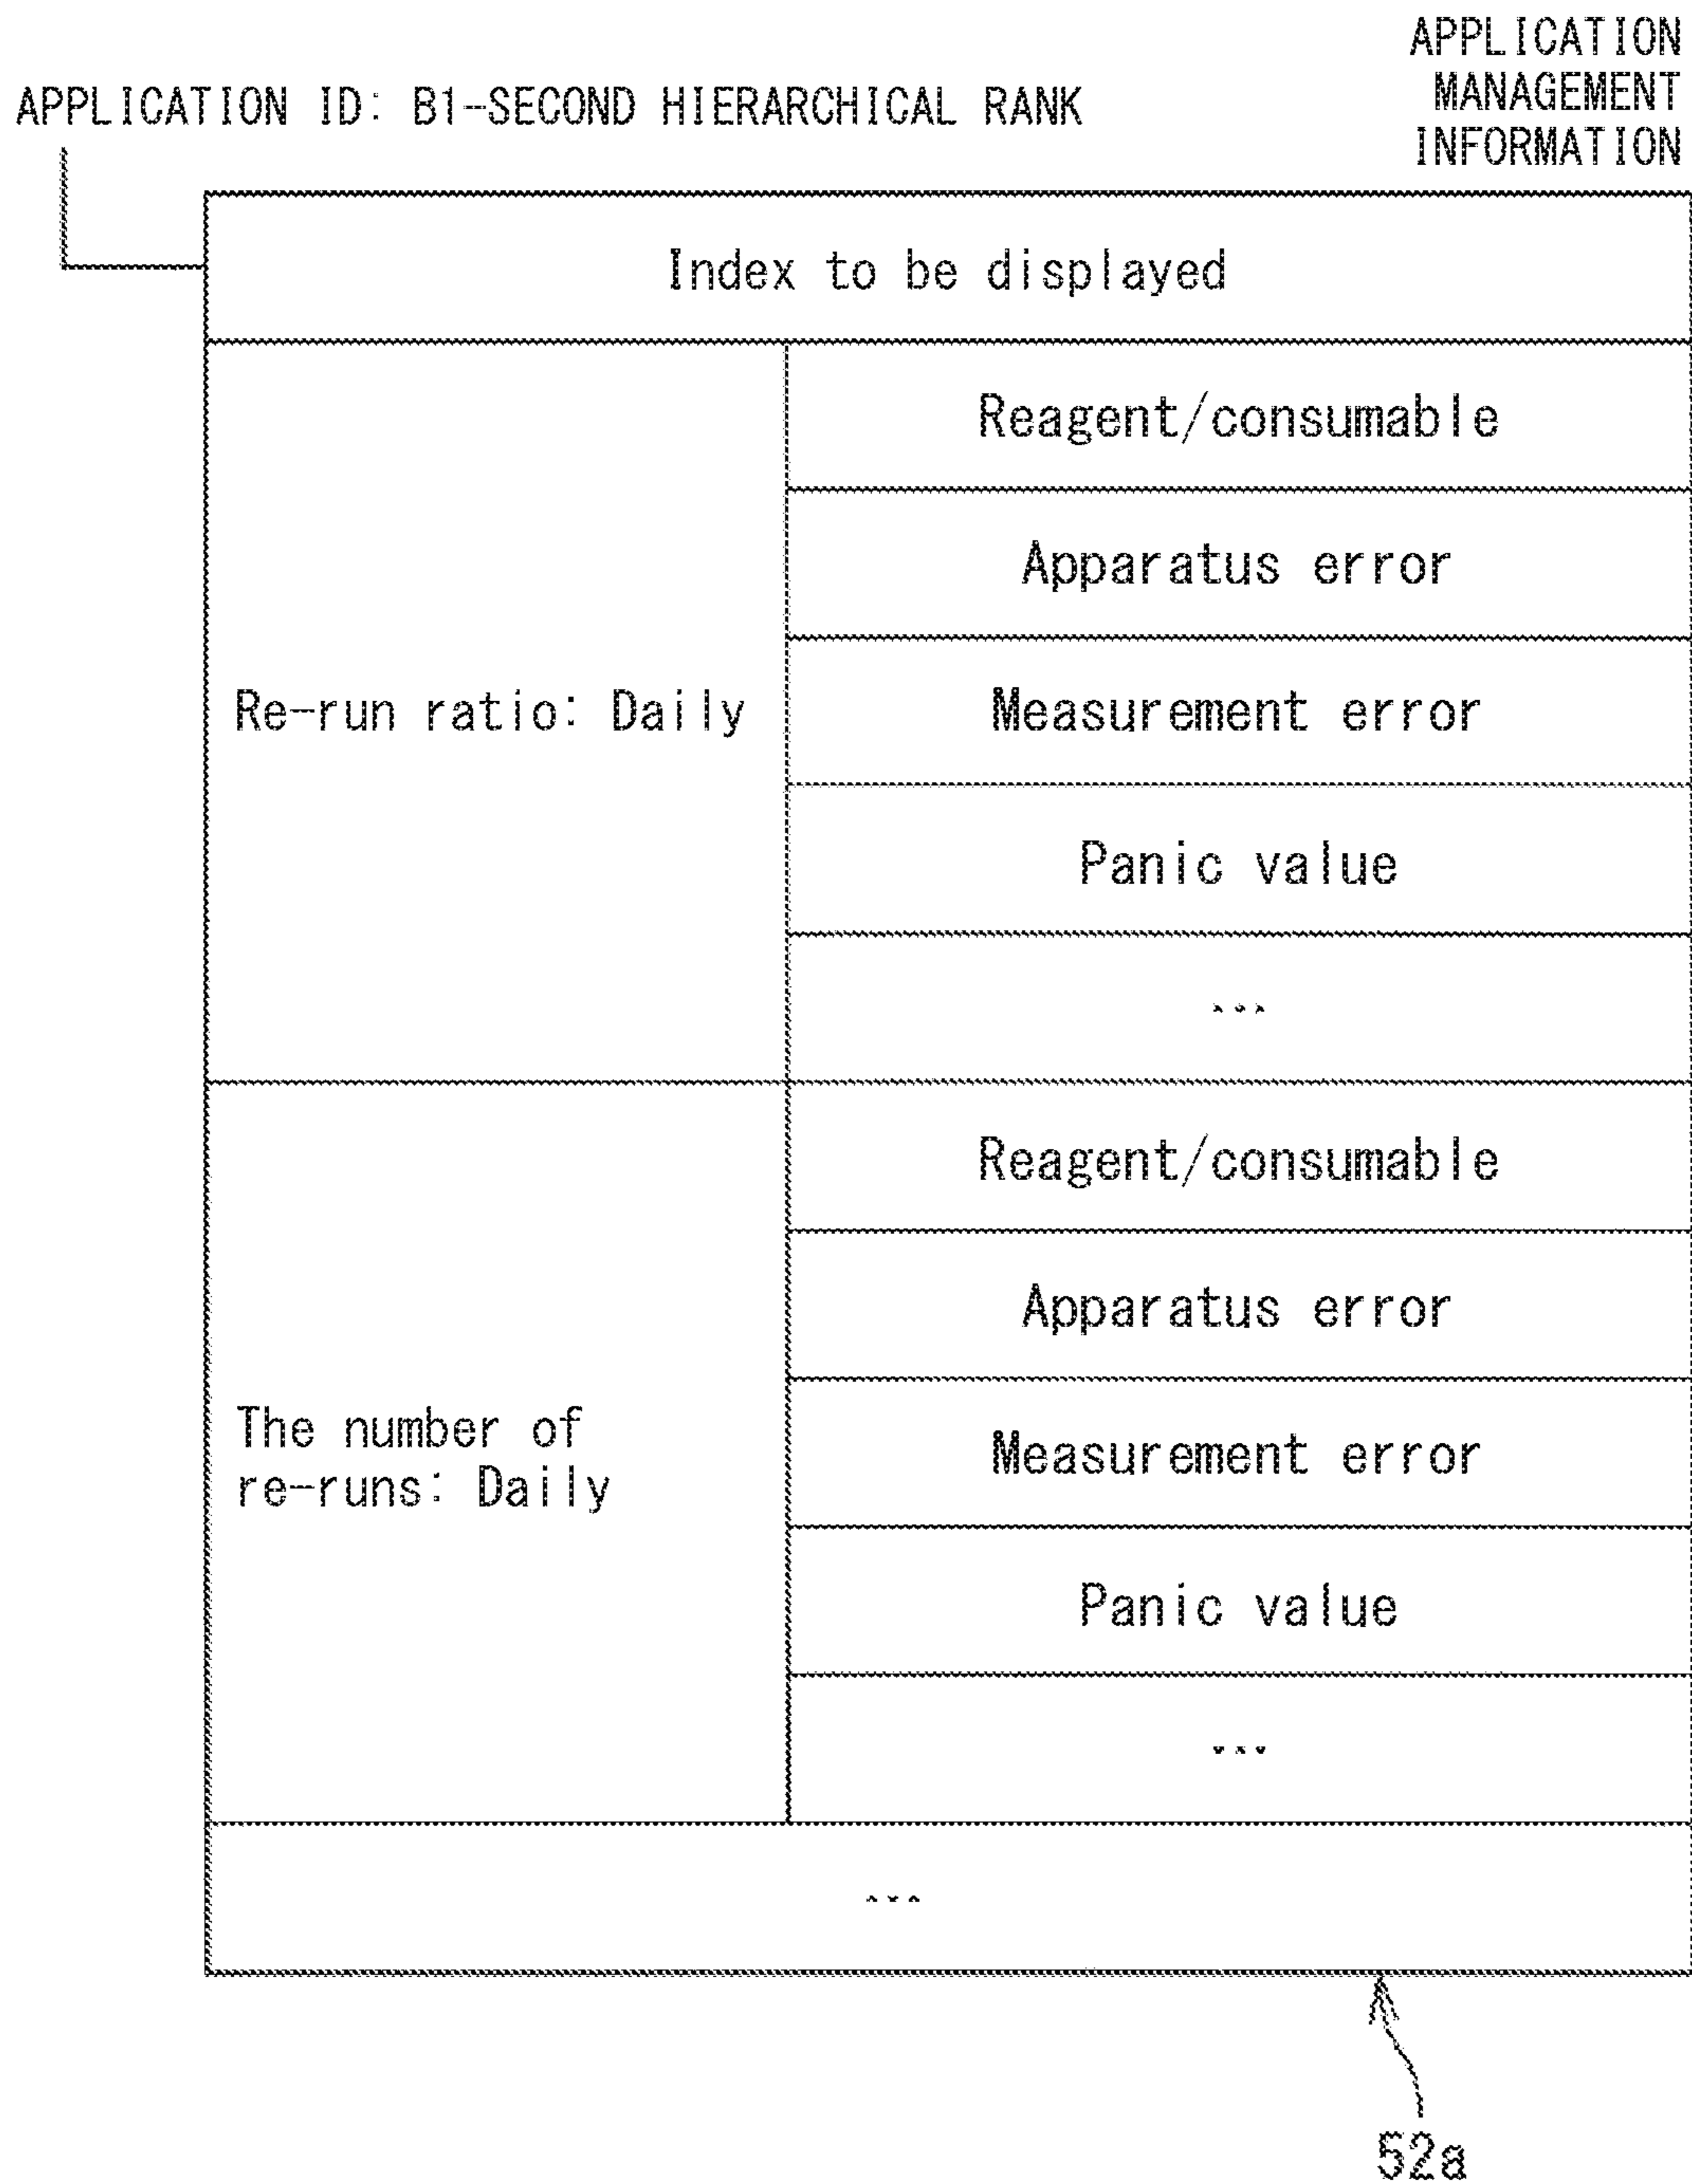 APPLICATION
MANAGEMENT
INFORMATION
APPLICATION ID: B1-SECOND HIERARCHICAL RANK
Index to be displayed
Re-run ratio: Daily
Reagent/consumable
Apparatus error
Measurement error
Panic value
...
The number of
re-runs: Daily
Reagent/consumable
Apparatus error
Measurement error
Panic value
...
...
52a